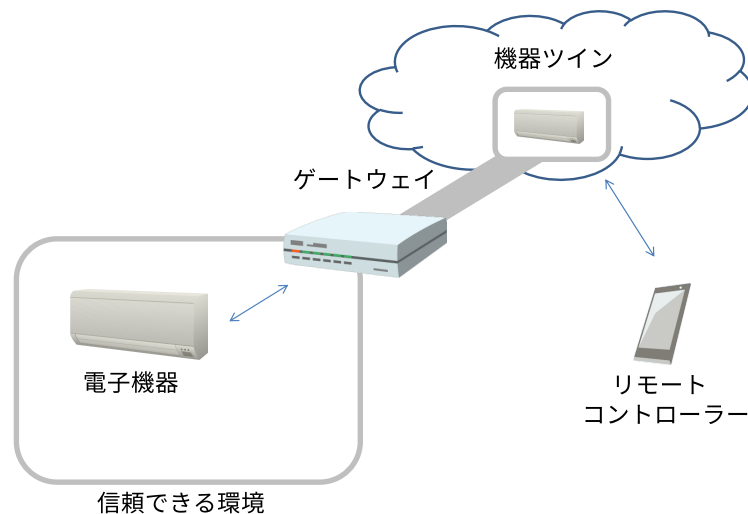 機器ツイン
ゲートウェイ
電子機器
リモート
コントローラー
信頼できる環境